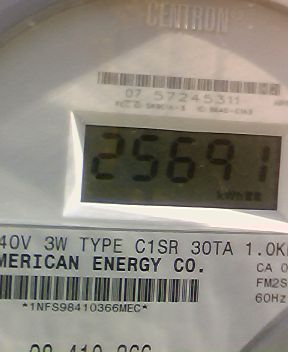 CENTRON®
07 57245311
25691
kWh
40V 3W TYPE C1SR 30TA 1.0K
MERICAN ENERGY CO.
CA 0
FM2S
60Hz
*1NFS98410366MEC*